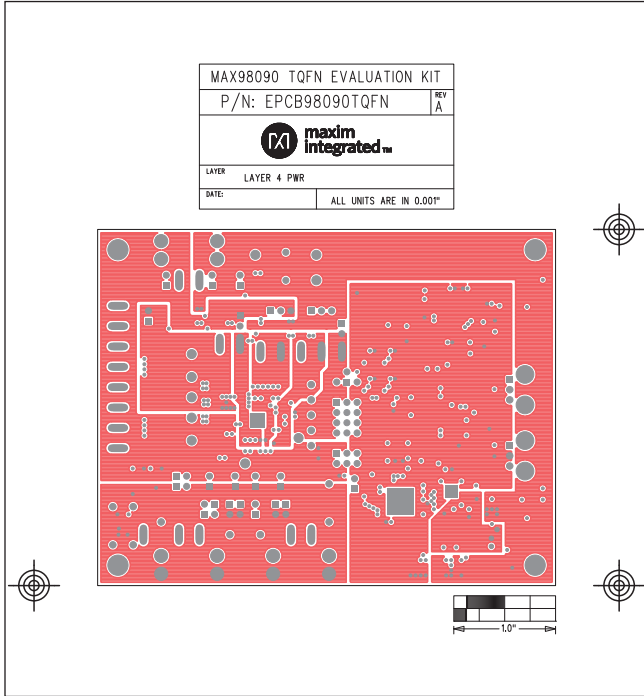 MAX98090 TQFN EVALUATION KIT
P/N: EPCB98090TQFN
REV
A
maxim
integrated™
LAYER
LAYER 4 PWR
DATE:
ALL UNITS ARE IN 0.001"
1.0"